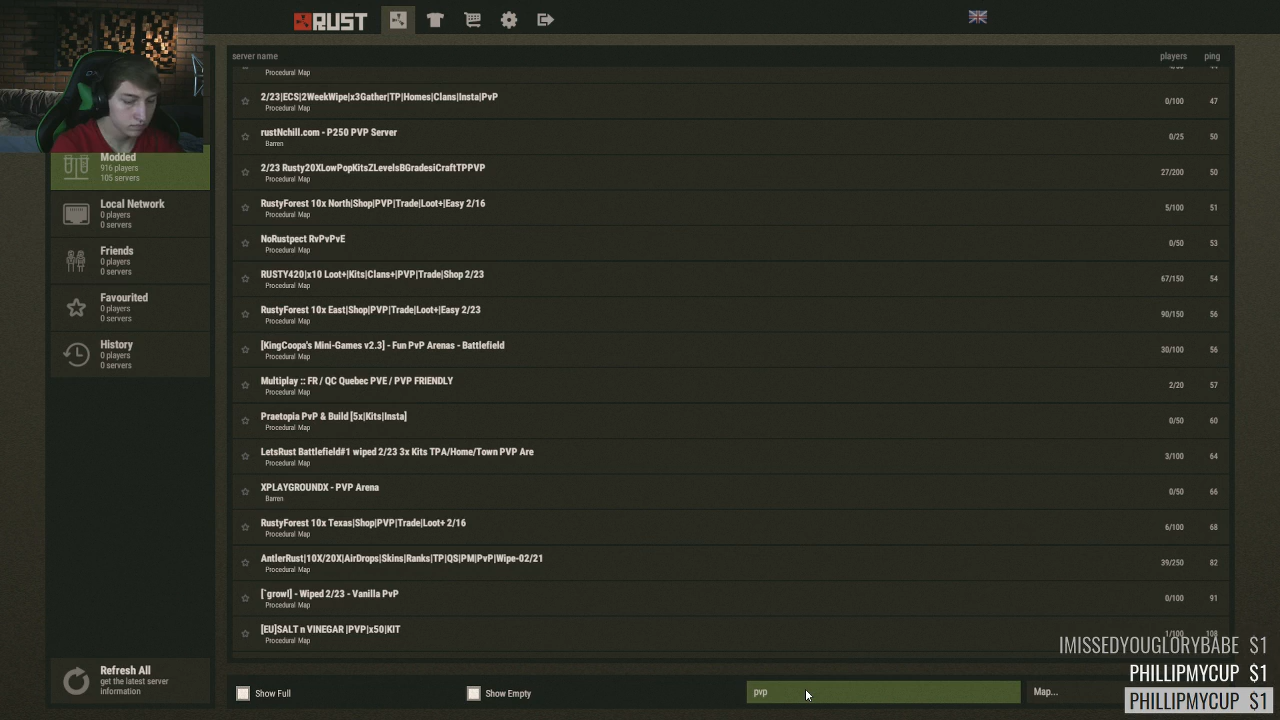 RUST
server name players ping
Procedural Map
2/23|ECS|2WeekWipe|x3Gather|TP|Homes|Clans|Insta|PvP 0/100 47
Procedural Map
rustNchill.com - P250 PVP Server 0/25 50
Barren
2/23 Rusty20XLowPopKitsZLevelsBGradesiCraftTPPVP 27/200 50
Procedural Map
RustyForest 10x North|Shop|PVP|Trade|Loot+|Easy 2/16 5/100 51
Procedural Map
NoRustpect RvPvPvE 0/50 53
Procedural Map
RUSTY420|x10 Loot+|Kits|Clans+|PVP|Trade|Shop 2/23 67/150 54
Procedural Map
RustyForest 10x East|Shop|PVP|Trade|Loot+|Easy 2/23 90/150 56
Procedural Map
[KingCoopa's Mini-Games v2.3] - Fun PvP Arenas - Battlefield 30/100 56
Procedural Map
Multiplay :: FR / QC Quebec PVE / PVP FRIENDLY 2/20 57
Procedural Map
Praetopia PvP & Build [5x|Kits|Insta] 0/50 60
Procedural Map
LetsRust Battlefield#1 wiped 2/23 3x Kits TPA/Home/Town PVP Are 3/100 64
Procedural Map
XPLAYGROUNDX - PVP Arena 0/50 66
Barren
RustyForest 10x Texas|Shop|PVP|Trade|Loot+ 2/16 6/100 68
Procedural Map
AntlerRust|10X/20X|AirDrops|Skins|Ranks|TP|QS|PM|PvP|Wipe-02/21 39/250 82
Procedural Map
[`growl] - Wiped 2/23 - Vanilla PvP 0/100 91
Procedural Map
[EU]SALT n VINEGAR |PVP|x50|KIT 1/100 108
Procedural Map
Modded
916 players
105 servers
Local Network
0 players
0 servers
Friends
0 players
0 servers
Favourited
0 players
0 servers
History
0 players
0 servers
Refresh All
get the latest server
information
Show Full
Show Empty
pvp
Map...
IMISSEDYOUGLORYBABE $1
PHILLIPMYCUP $1
PHILLIPMYCUP $1